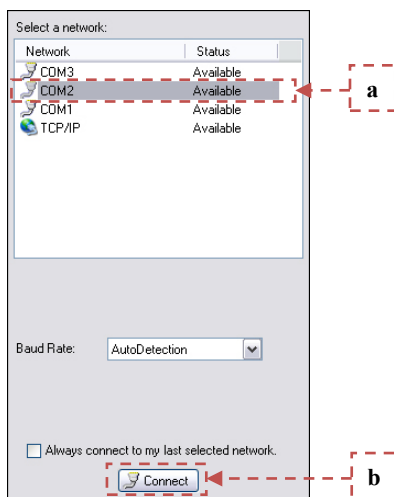 Select a network:
Network Status
COM3 Available
COM2 Available
a
COM1 Available
TCP/IP Available
Baud Rate: AutoDetection
Always connect to my last selected network.
Connect
b